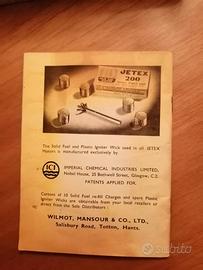 JETEX
200
The Solid Fuel and Plastic Igniter Wick used in all JETEX
Motors is manufactured exclusively by
ICI
IMPERIAL CHEMICAL INDUSTRIES LIMITED,
Nobel House, 25 Bothwell Street, Glasgow, C.2.
PATENTS APPLIED FOR.
Cartons of 10 Solid Fuel re-fill Charges and spare Plastic
Igniter Wicks are obtainable from your local retailers or
direct from the Sole Distributors:
WILMOT, MANSOUR & CO., LTD.,
Salisbury Road, Totton, Hants.
subito